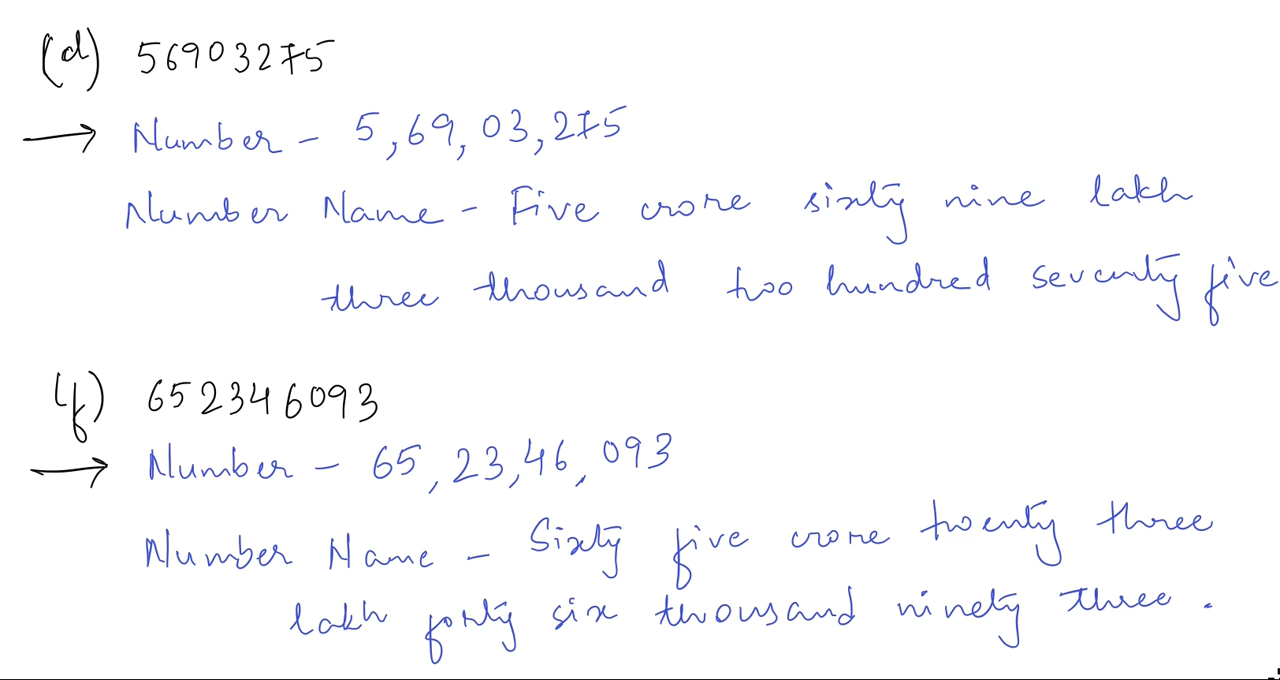 (d) 56903275
→ Number - 5,69,03,275
Number Name - Five crore sixty nine lakh
three thousand two hundred seventy five
(f) 652346093
→ Number - 65,23,46,093
Number Name - Sixty five crore twenty three
lakh forty six thousand ninety three.